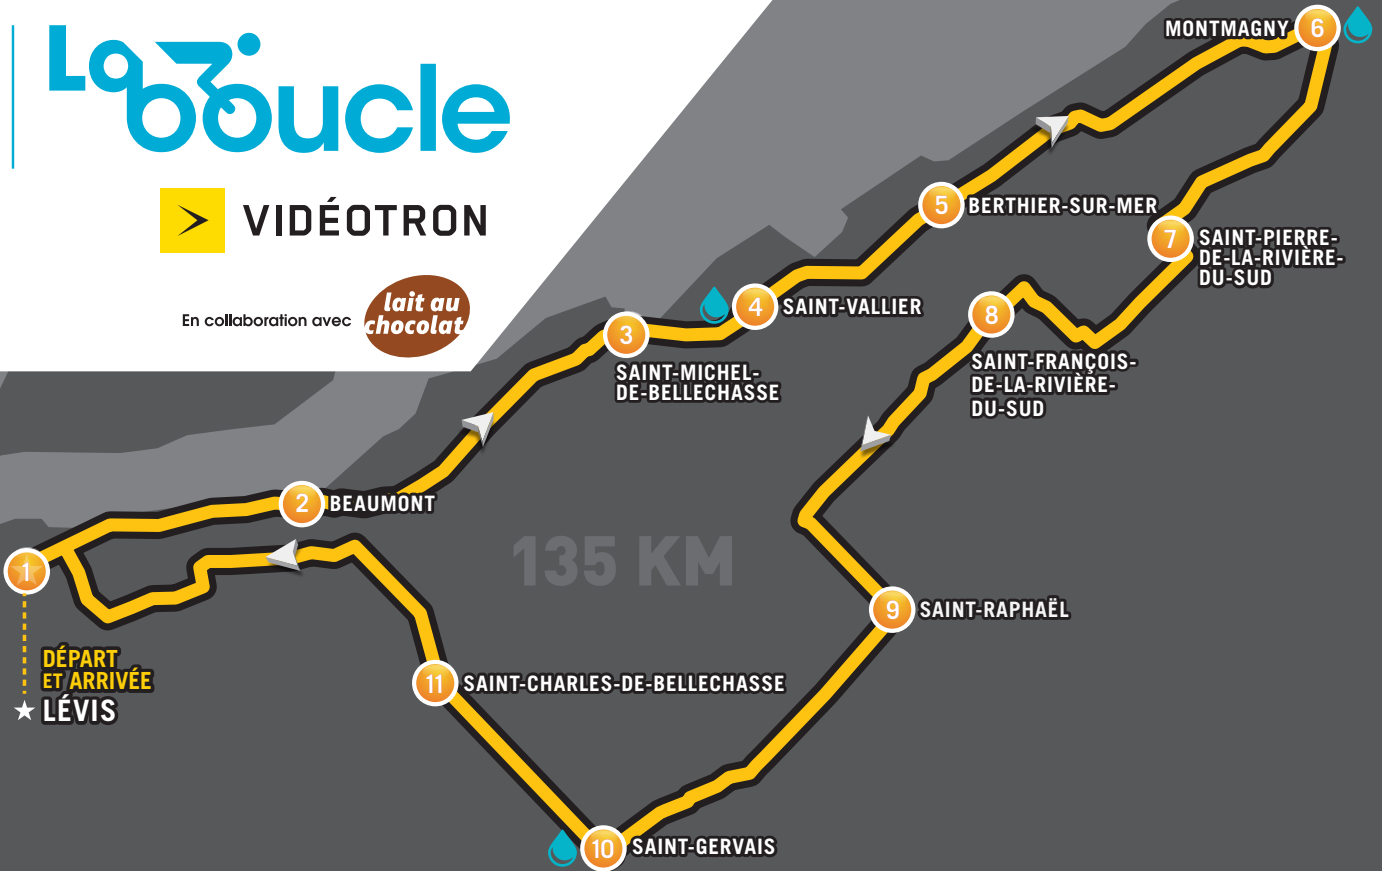 La boucle
VIDÉOTRON
En collaboration avec
lait au
chocolat
MONTMAGNY 6
5 BERTHIER-SUR-MER
7 SAINT-PIERRE-
DE-LA-RIVIÈRE-
DU-SUD
4 SAINT-VALLIER
8
SAINT-FRANÇOIS-
DE-LA-RIVIÈRE-
DU-SUD
3
SAINT-MICHEL-
DE-BELLECHASSE
2 BEAUMONT
135 KM
1
9 SAINT-RAPHAËL
DÉPART
ET ARRIVÉE
LÉVIS
11 SAINT-CHARLES-DE-BELLECHASSE
10 SAINT-GERVAIS